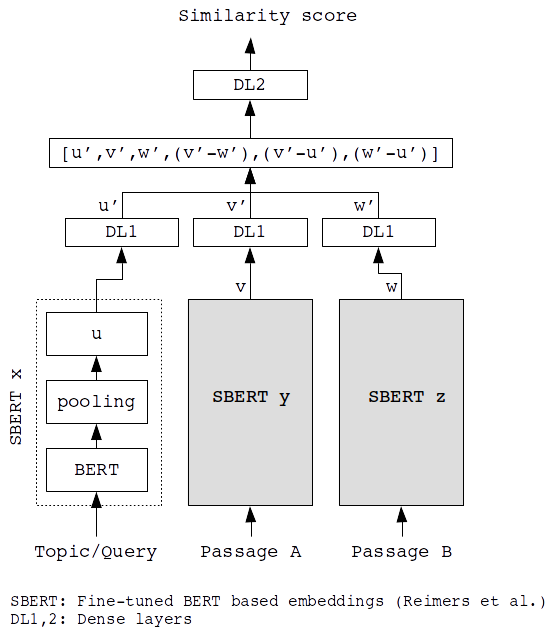 Similarity score
DL2
[u’,v’,w’,(v’-w’),(v’-u’),(w’-u’)]
u’ v’ w’
DL1 DL1 DL1
v w
u
SBERT x
SBERT y SBERT z
pooling
BERT
Topic/Query Passage A Passage B
SBERT: Fine-tuned BERT based embeddings (Reimers et al.)
DL1,2: Dense layers